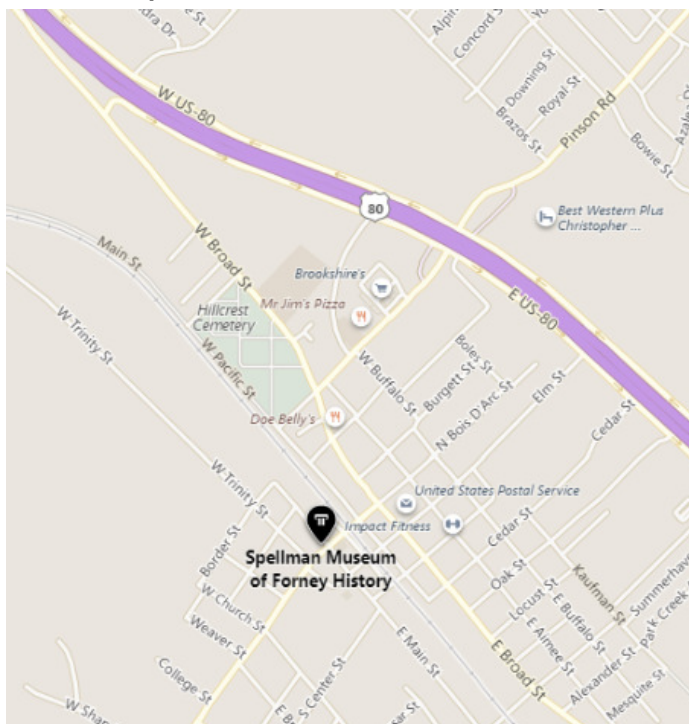 W US-80
Concord St
Downing St
Royal St
Brazos St
Pinson Rd
Bowie St
80
Best Western Plus
Christopher ...
W Broad St
Main St
Brookshire's
Mr Jim's Pizza
Hillcrest
Cemetery
E US-80
W Trinity St
W Pacific St
W Buffalo St
Boles St
Burgett St
N Bois D'Arc St
Elm St
Cedar St
Doe Belly's
United States Postal Service
Impact Fitness
W Trinity St
Border St
Spellman Museum
of Forney History
Cedar St
Oak St
Kaufman St
Locust St
E Buffalo St
E Aimee St
Alexander St
Mesquite St
Park Creek
W Church St
Weaver St
College St
E Main St
E Broad St